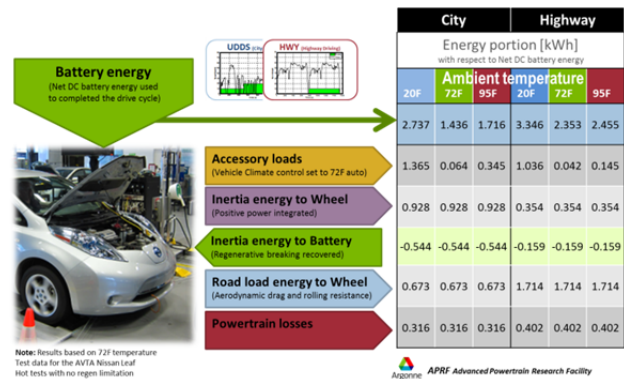 City Highway
Energy portion [kWh]
with respect to Net DC battery energy
Ambient temperature
20F 72F 95F 20F 72F 95F
UDDS (City HWY (Highway Driving)
Battery energy
(Net DC battery energy used
to completed the drive cycle)
2.737 1.436 1.716 3.346 2.353 2.455
Accessory loads
(Vehicle Climate control set to 72F auto)
1.365 0.064 0.345 1.036 0.042 0.145
Inertia energy to Wheel
(Positive power integrated)
0.928 0.928 0.928 0.354 0.354 0.354
Inertia energy to Battery
(Regenerative breaking recovered)
-0.544 -0.544 -0.544 -0.159 -0.159 -0.159
Road load energy to Wheel
(Aerodynamic drag and rolling resistance)
0.673 0.673 0.673 1.714 1.714 1.714
Powertrain losses
0.316 0.316 0.316 0.402 0.402 0.402
Note: Results based on 72F temperature
Test data for the AVTA Nissan Leaf
Hot tests with no regen limitation
Argonne
APRF Advanced Powertrain Research Facility